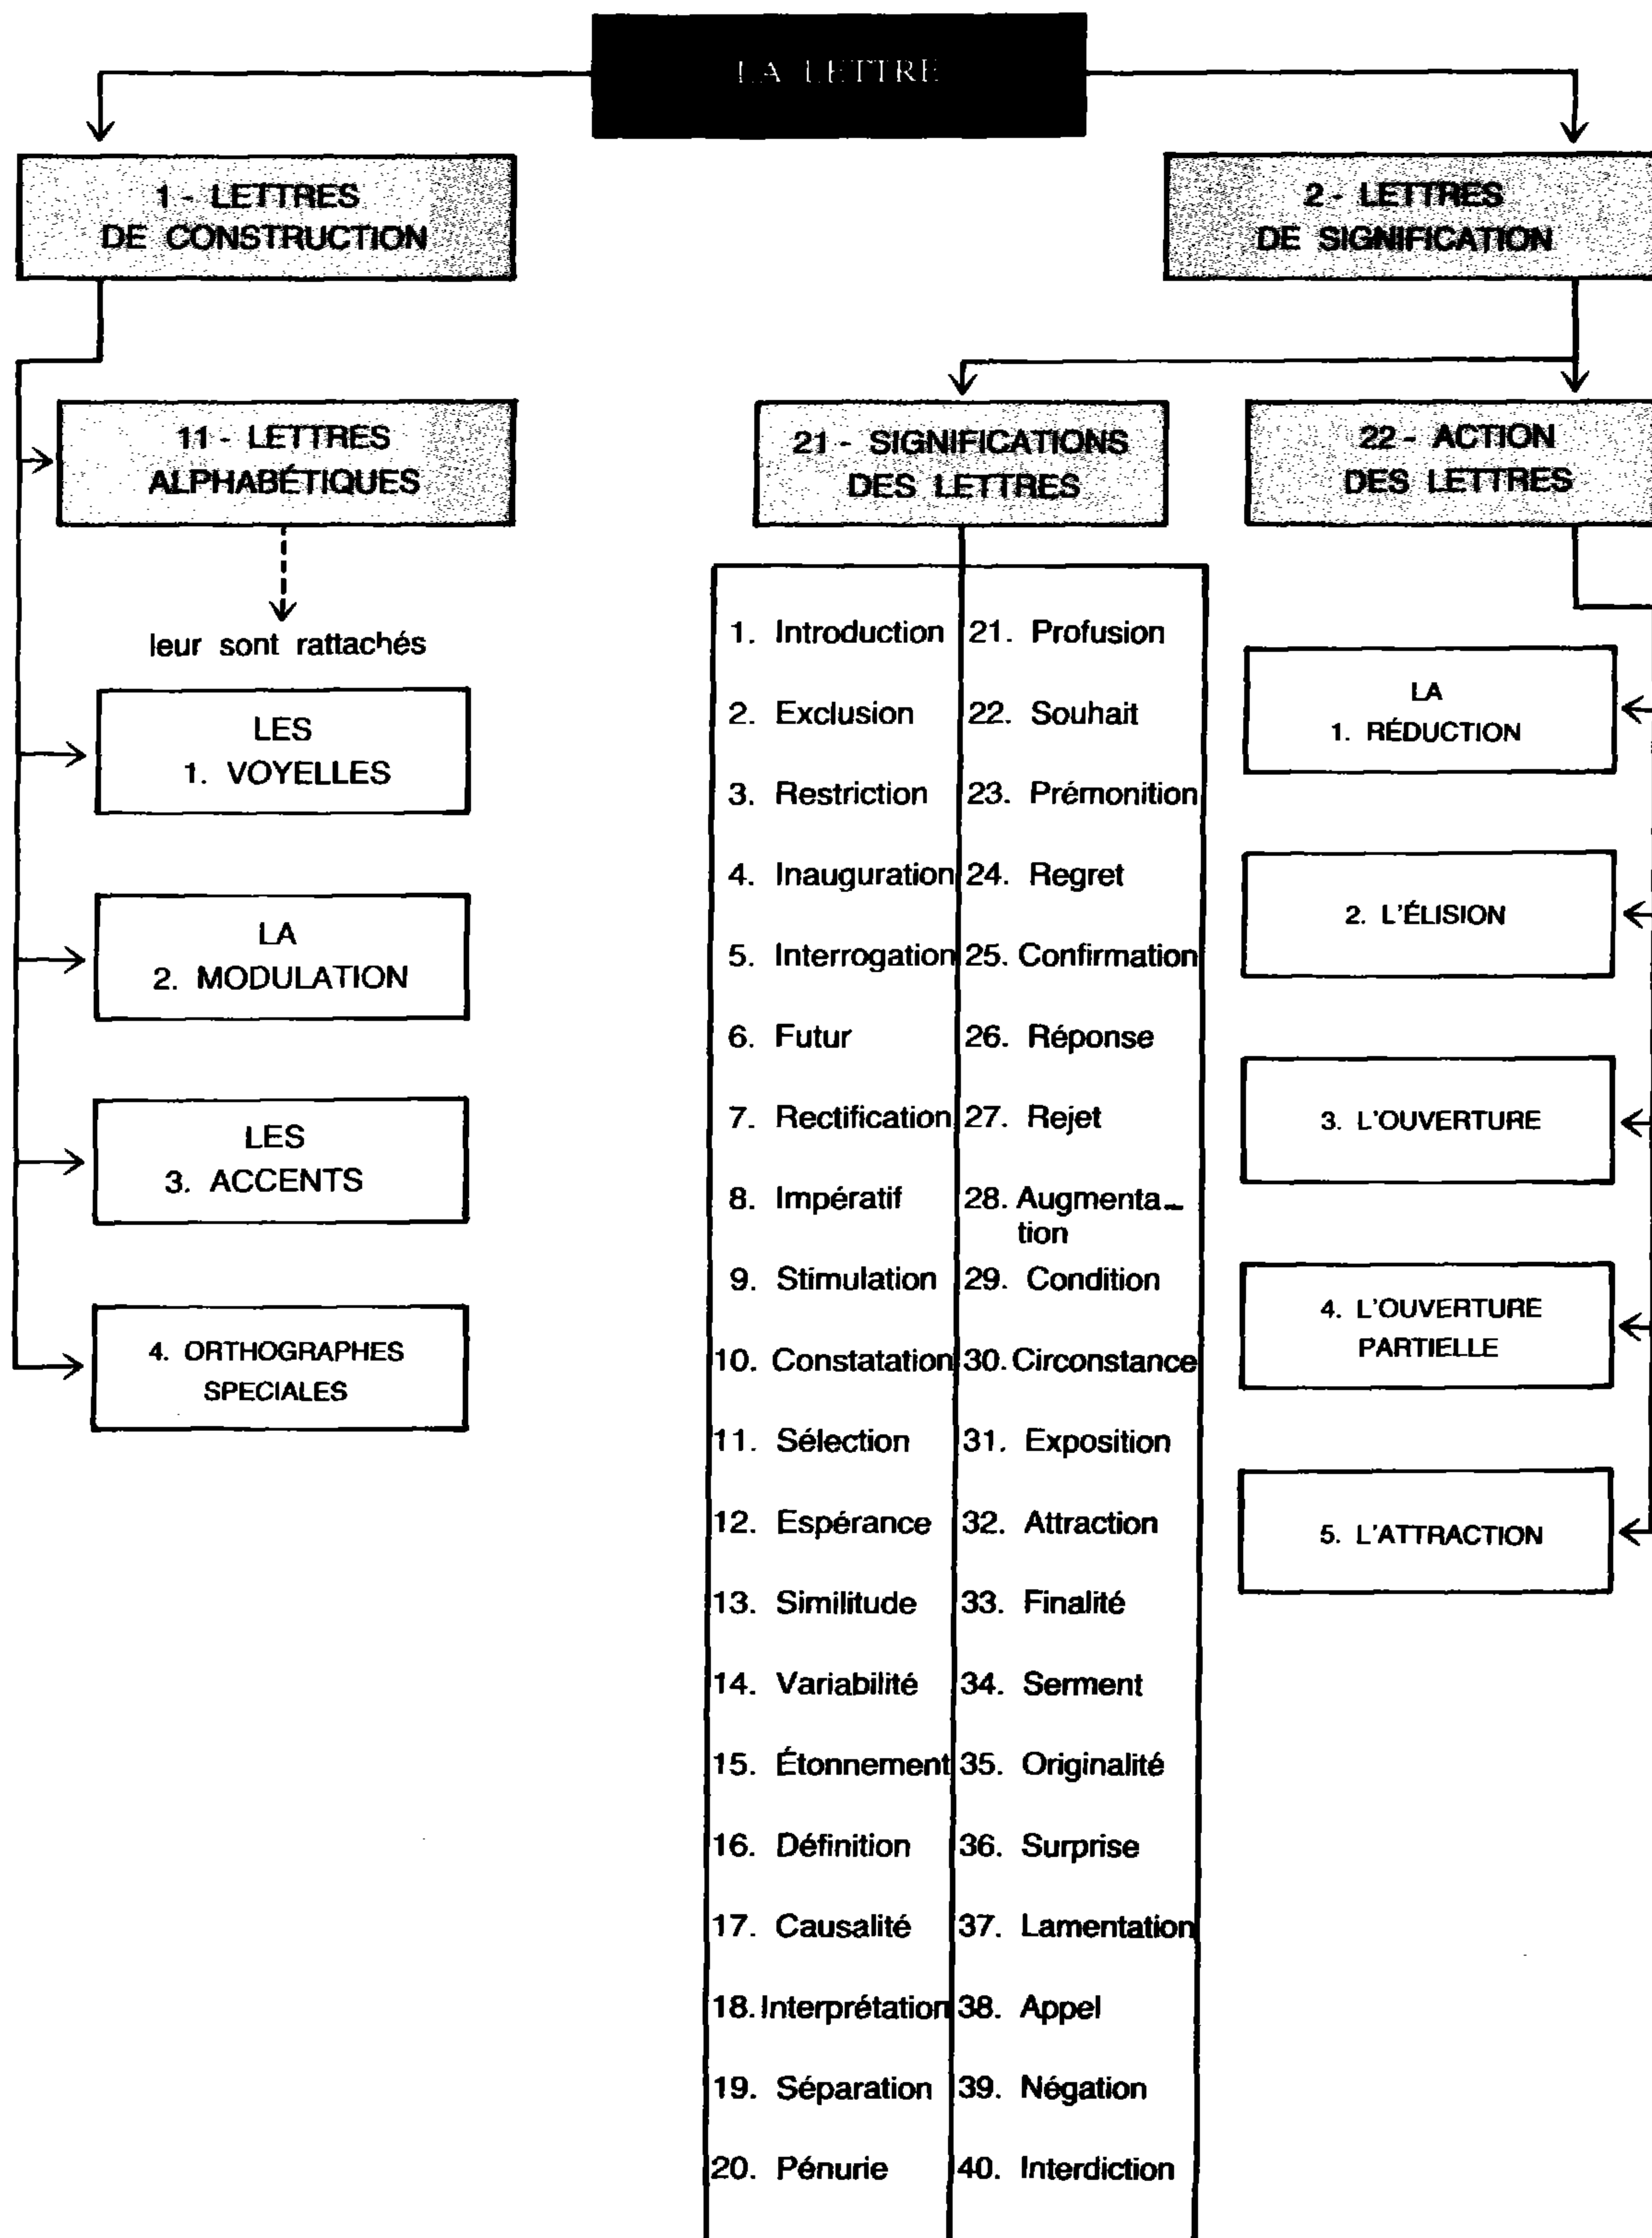 LA LETTRE
1 - LETTRES
DE CONSTRUCTION
2 - LETTRES
DE SIGNIFICATION
11 - LETTRES
ALPHABÉTIQUES
21 - SIGNIFICATIONS
DES LETTRES
22 - ACTION
DES LETTRES
leur sont rattachés
LES
1. VOYELLES
LA
2. MODULATION
LES
3. ACCENTS
4. ORTHOGRAPHES
SPECIALES
1. Introduction
2. Exclusion
3. Restriction
4. Inauguration
5. Interrogation
6. Futur
7. Rectification
8. Impératif
9. Stimulation
10. Constatation
11. Sélection
12. Espérance
13. Similitude
14. Variabilité
15. Étonnement
16. Définition
17. Causalité
18. Interprétation
19. Séparation
20. Pénurie
21. Profusion
22. Souhait
23. Prémonition
24. Regret
25. Confirmation
26. Réponse
27. Rejet
28. Augmenta-
tion
29. Condition
30. Circonstance
31. Exposition
32. Attraction
33. Finalité
34. Serment
35. Originalité
36. Surprise
37. Lamentation
38. Appel
39. Négation
40. Interdiction
LA
1. RÉDUCTION
2. L'ÉLISION
3. L'OUVERTURE
4. L'OUVERTURE
PARTIELLE
5. L'ATTRACTION